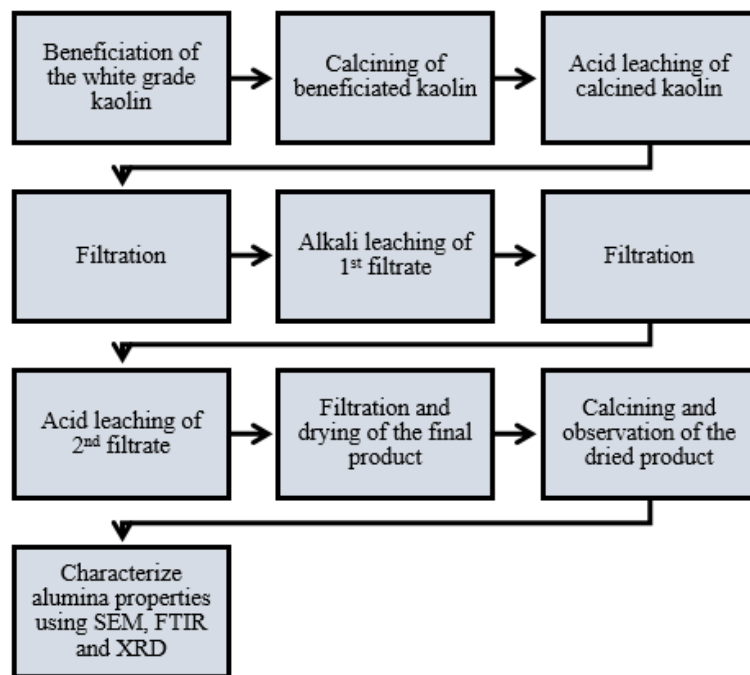 Beneficiation of
the white grade
kaolin
Calcining of
beneficiated kaolin
Acid leaching of
calcined kaolin
Filtration
Alkali leaching of
1st filtrate
Filtration
Acid leaching of
2nd filtrate
Filtration and
drying of the final
product
Calcining and
observation of the
dried product
Characterize
alumina properties
using SEM, FTIR
and XRD